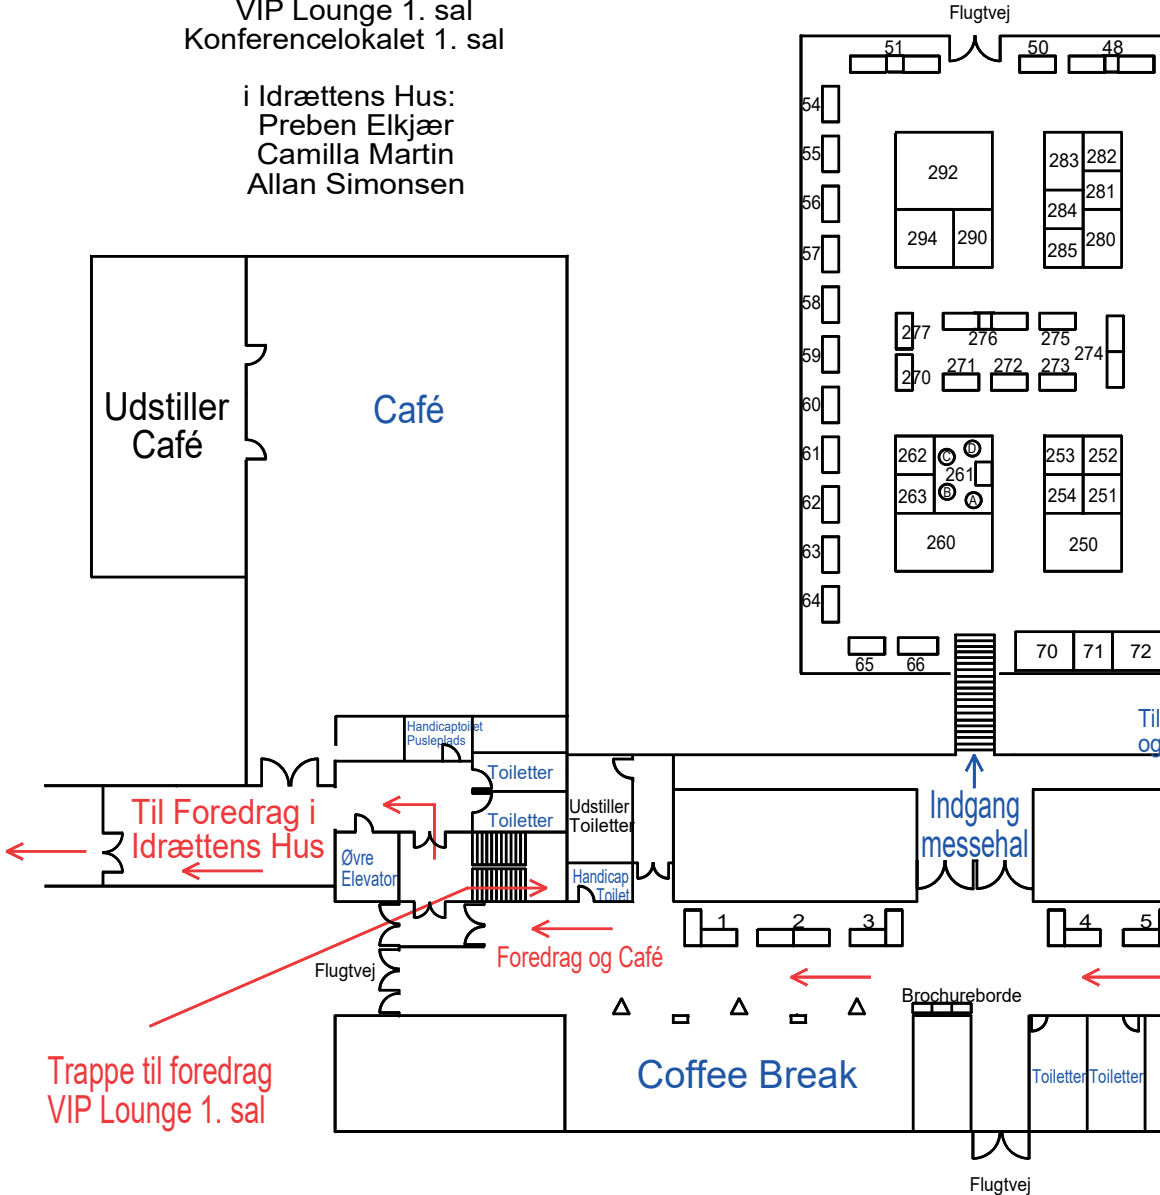 VIP Lounge 1. sal
Konferencelokalet 1. sal
i Idrættens Hus:
Preben Elkjær
Camilla Martin
Allan Simonsen
Flugtvej
51
50
48
54
55
56
57
58
59
60
61
62
63
64
65
66
292
294
290
283
282
281
284
280
285
277
276
275
274
270
271
272
273
262
263
261
C
D
B
A
260
253
252
254
251
250
70
71
72
Udstiller
Café
Café
Handicaptoilet
Pusleplads
Toiletter
Toiletter
Udstiller
Toiletter
Handicap
Toilet
Øvre
Elevator
Til Foredrag i
Idrættens Hus
Til
og
Indgang
messehal
1
2
3
4
5
Foredrag og Café
Flugtvej
Brochureborde
Trappe til foredrag
VIP Lounge 1. sal
Coffee Break
Toiletter
Toiletter
Flugtvej